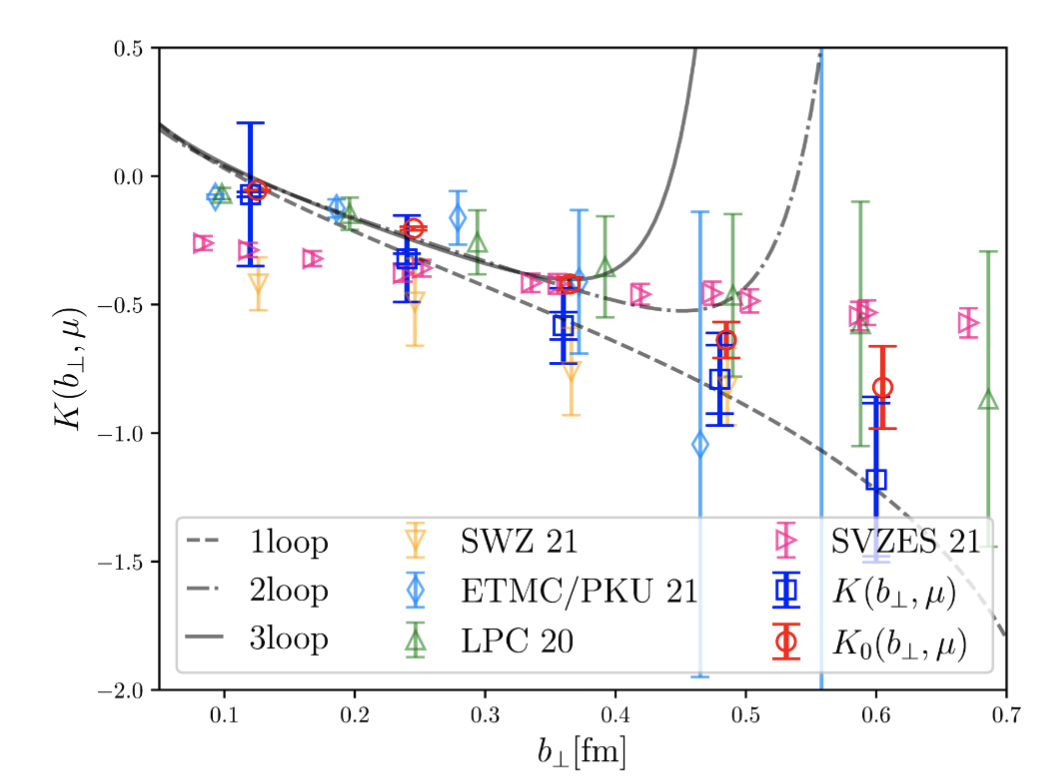 0.5
0.0
−0.5
−1.0
−1.5
−2.0
K(b⊥, μ)
1loop
2loop
3loop
SWZ 21
ETMC/PKU 21
LPC 20
SVZES 21
K(b⊥, μ)
K₀(b⊥, μ)
0.1 0.2 0.3 0.4 0.5 0.6 0.7
b⊥[fm]